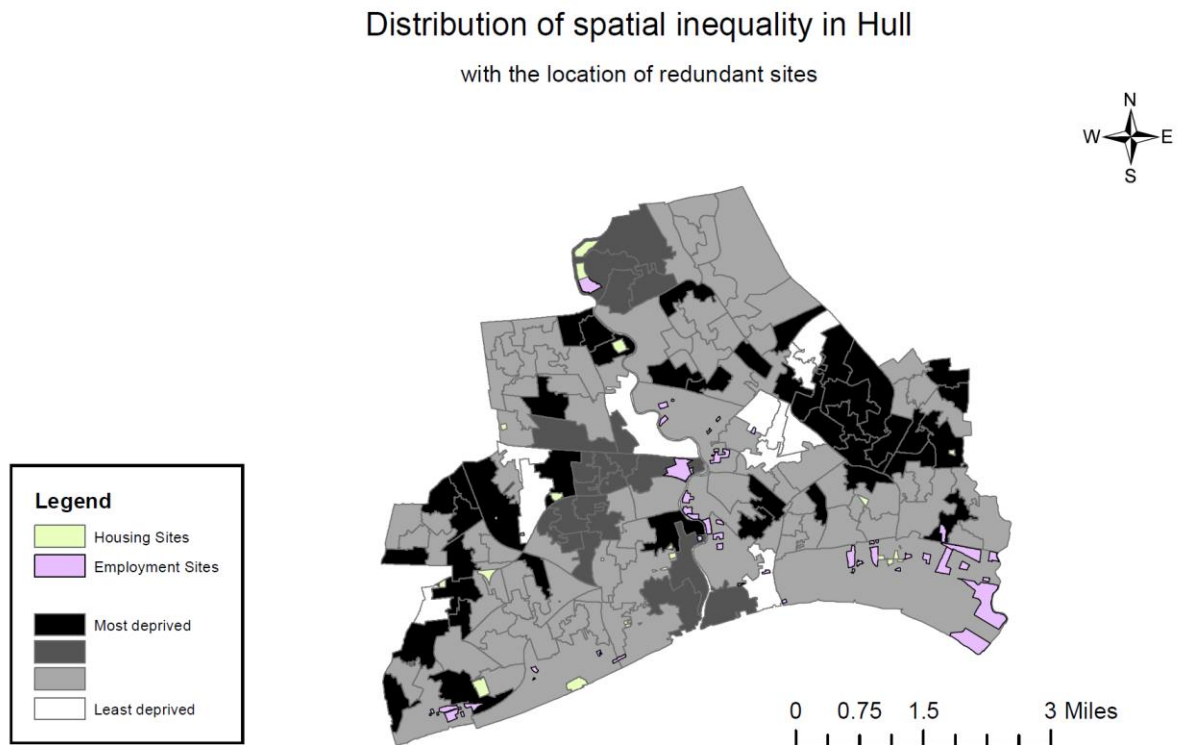 Distribution of spatial inequality in Hull
with the location of redundant sites
N
W E
S
Legend
Housing Sites
Employment Sites
Most deprived
Least deprived
0 0.75 1.5 3 Miles